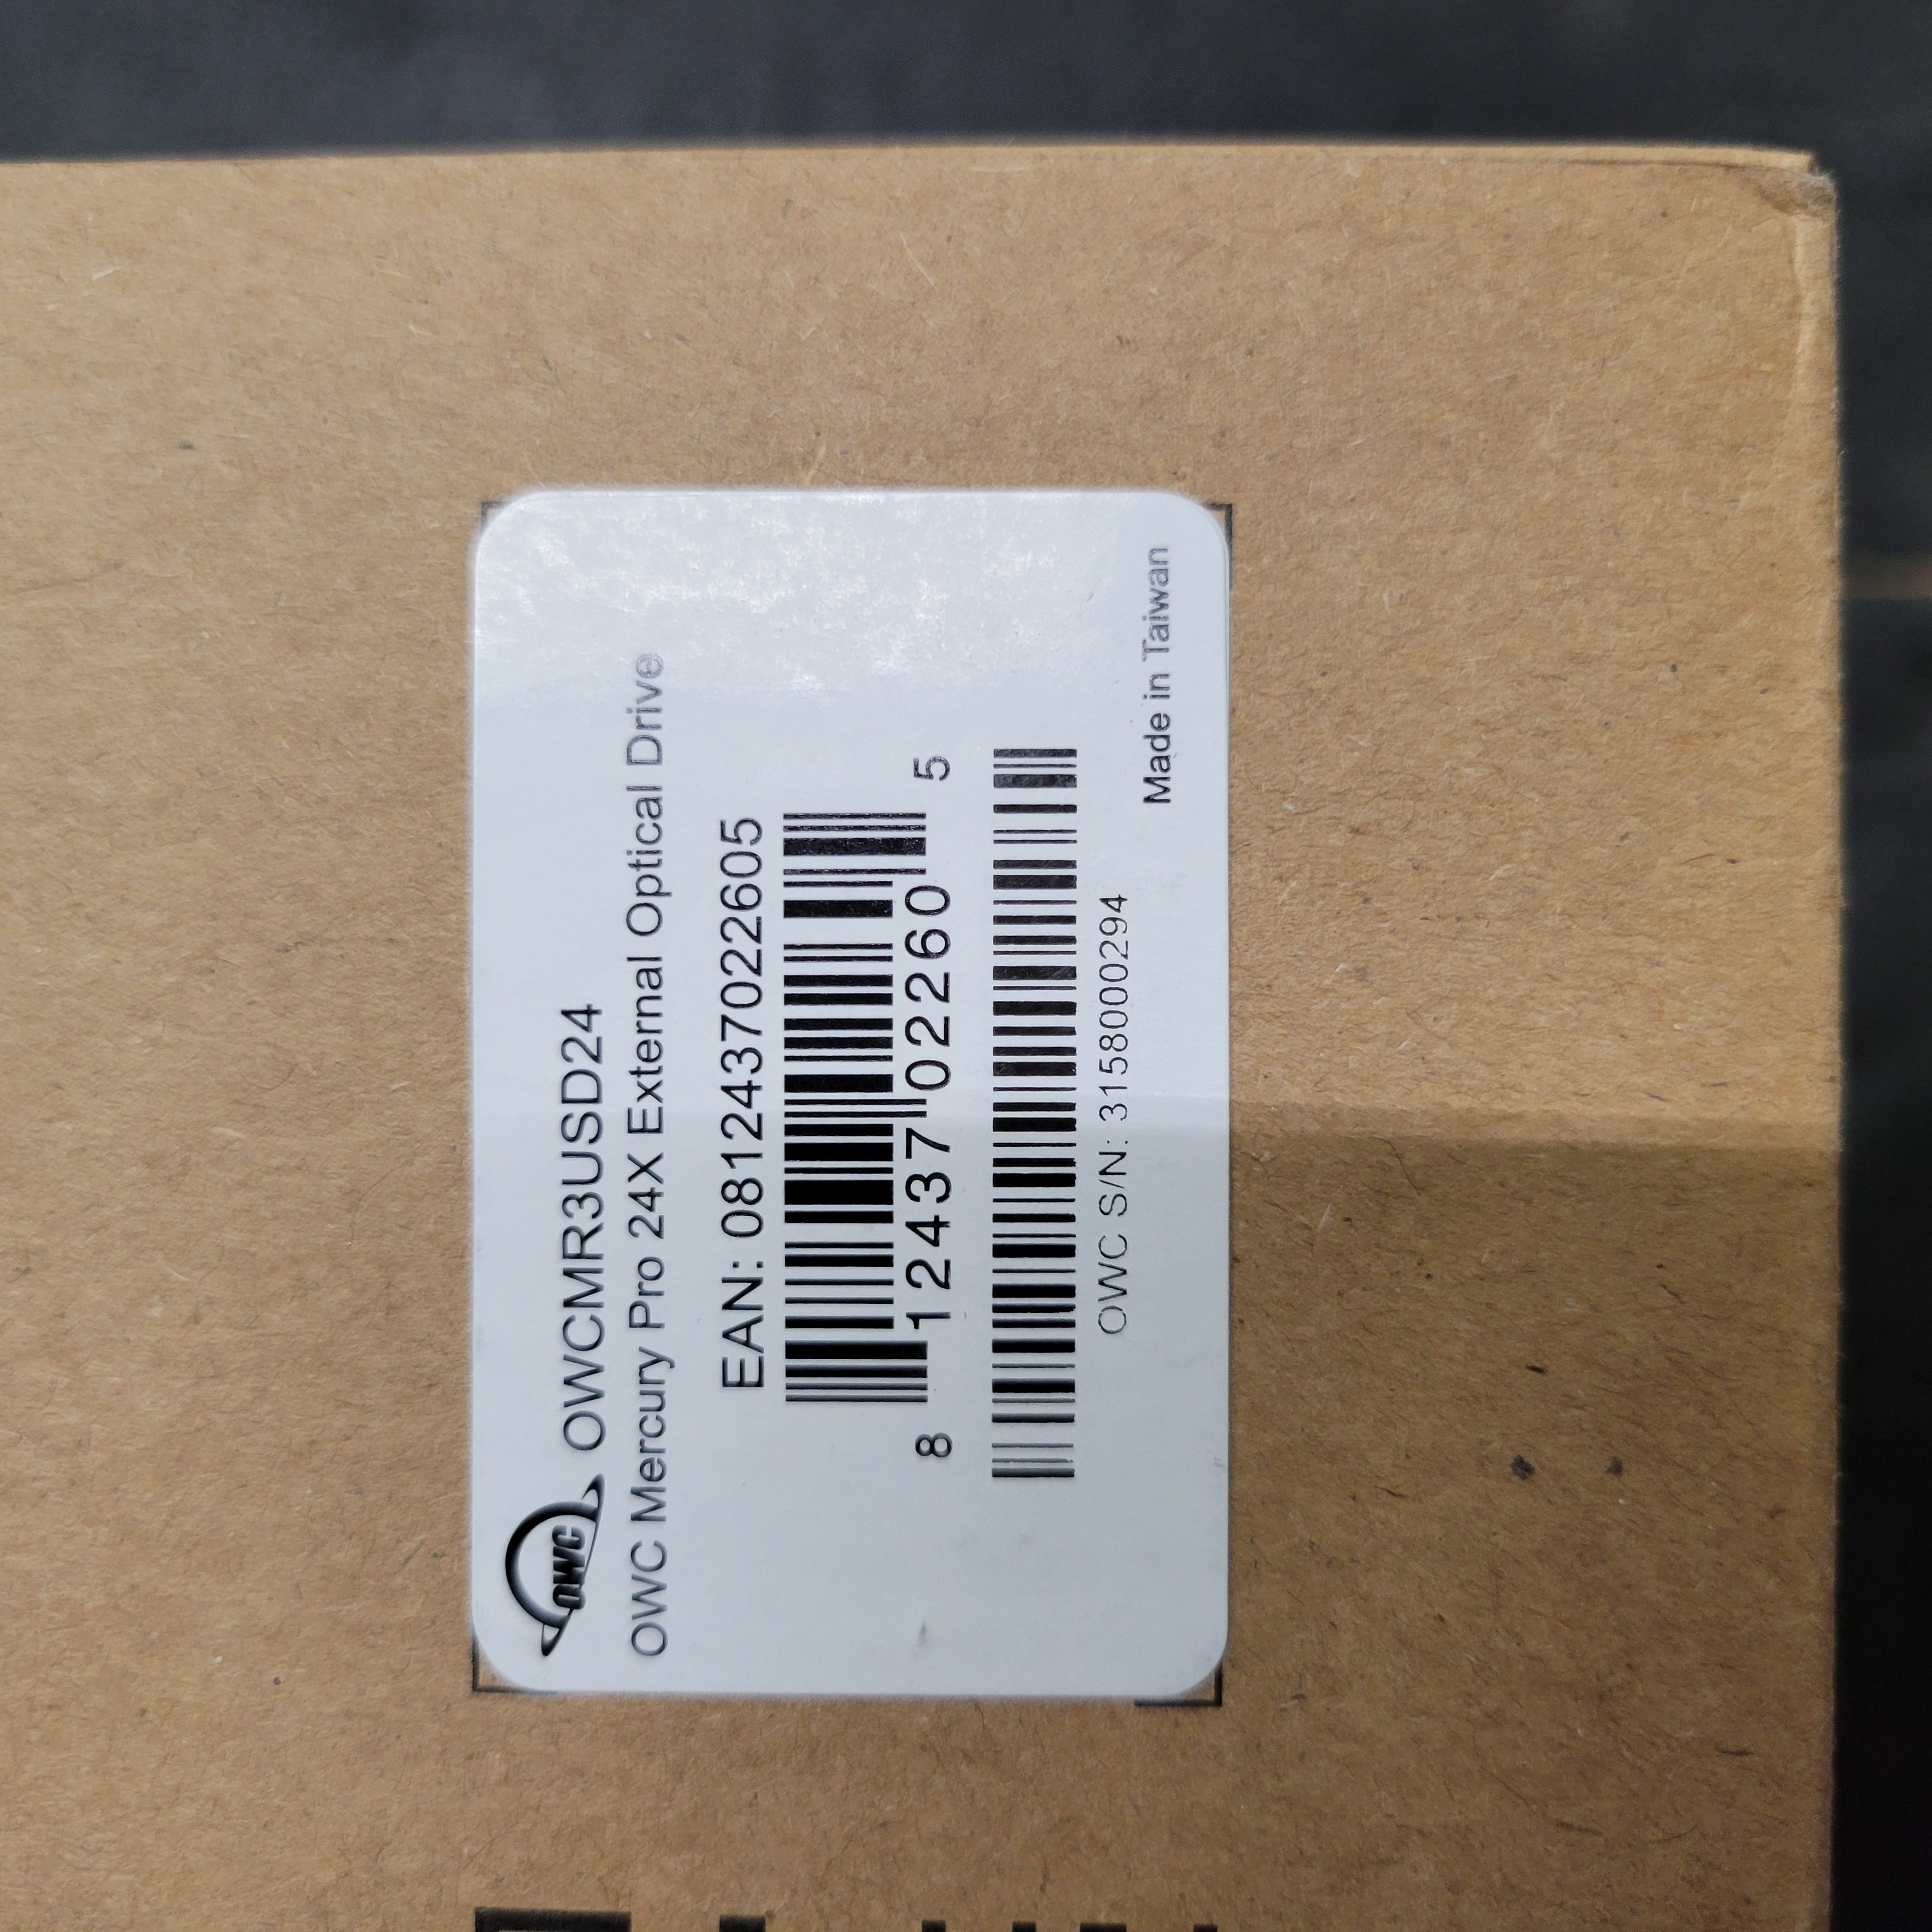 OWC OWCMR3USD24
OWC Mercury Pro 24X External Optical Drive
EAN: 0812437022605
8 12437 02260 5
OWC S/N: 3158000294
Made in Taiwan